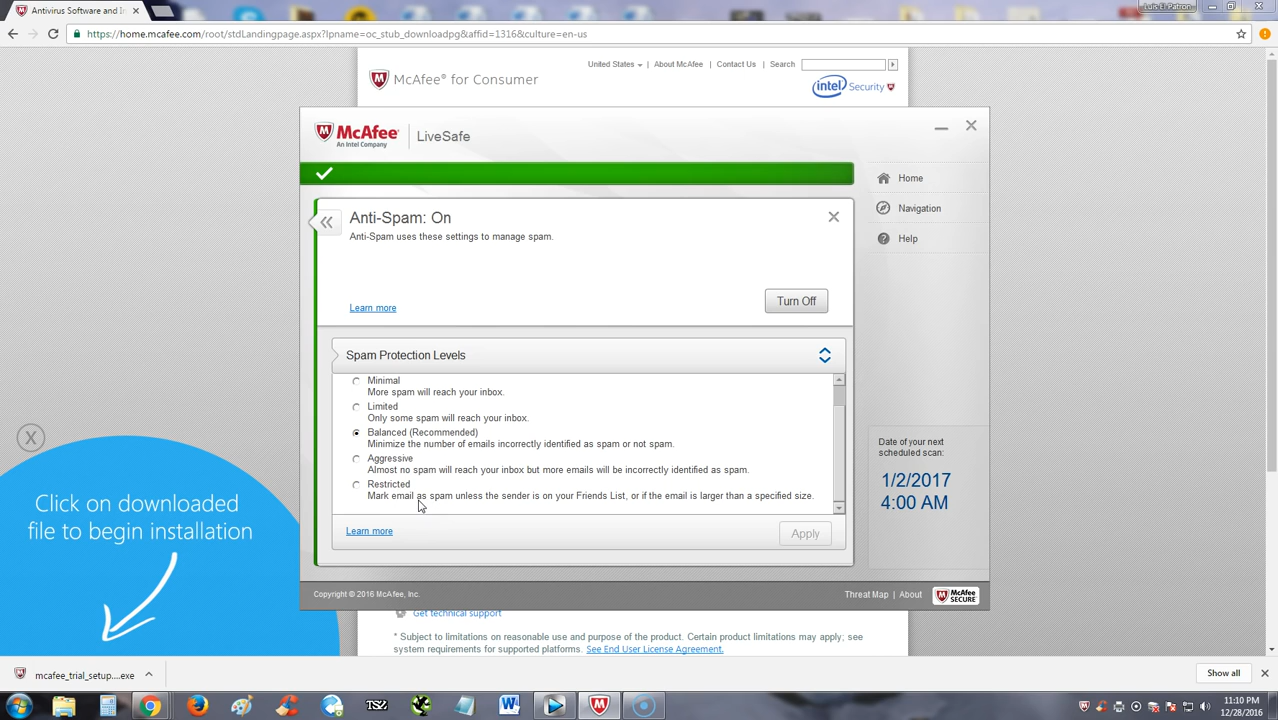 Antivirus Software and In
Luis El Patron
https://home.mcafee.com/root/stdLandingpage.aspx?lpname=oc_stub_downloadpg&affid=1316&culture=en-us
United States | About McAfee | Contact Us | Search
McAfee® for Consumer
intel Security
McAfee®
An Intel Company
LiveSafe
Home
Navigation
Help
Anti-Spam: On
Anti-Spam uses these settings to manage spam.
Learn more
Turn Off
Spam Protection Levels
Minimal
More spam will reach your inbox.
Limited
Only some spam will reach your inbox.
Balanced (Recommended)
Minimize the number of emails incorrectly identified as spam or not spam.
Aggressive
Almost no spam will reach your inbox but more emails will be incorrectly identified as spam.
Restricted
Mark email as spam unless the sender is on your Friends List, or if the email is larger than a specified size.
Learn more
Apply
Date of your next
scheduled scan:
1/2/2017
4:00 AM
X
Click on downloaded
file to begin installation
Copyright © 2016 McAfee, Inc.
Threat Map | About
McAfee
SECURE
Get technical support
* Subject to limitations on reasonable use and purpose of the product. Certain product limitations may apply; see
system requirements for supported platforms. See End User License Agreement.
mcafee_trial_setup....exe
Show all
TSZ
11:10 PM
12/28/2016